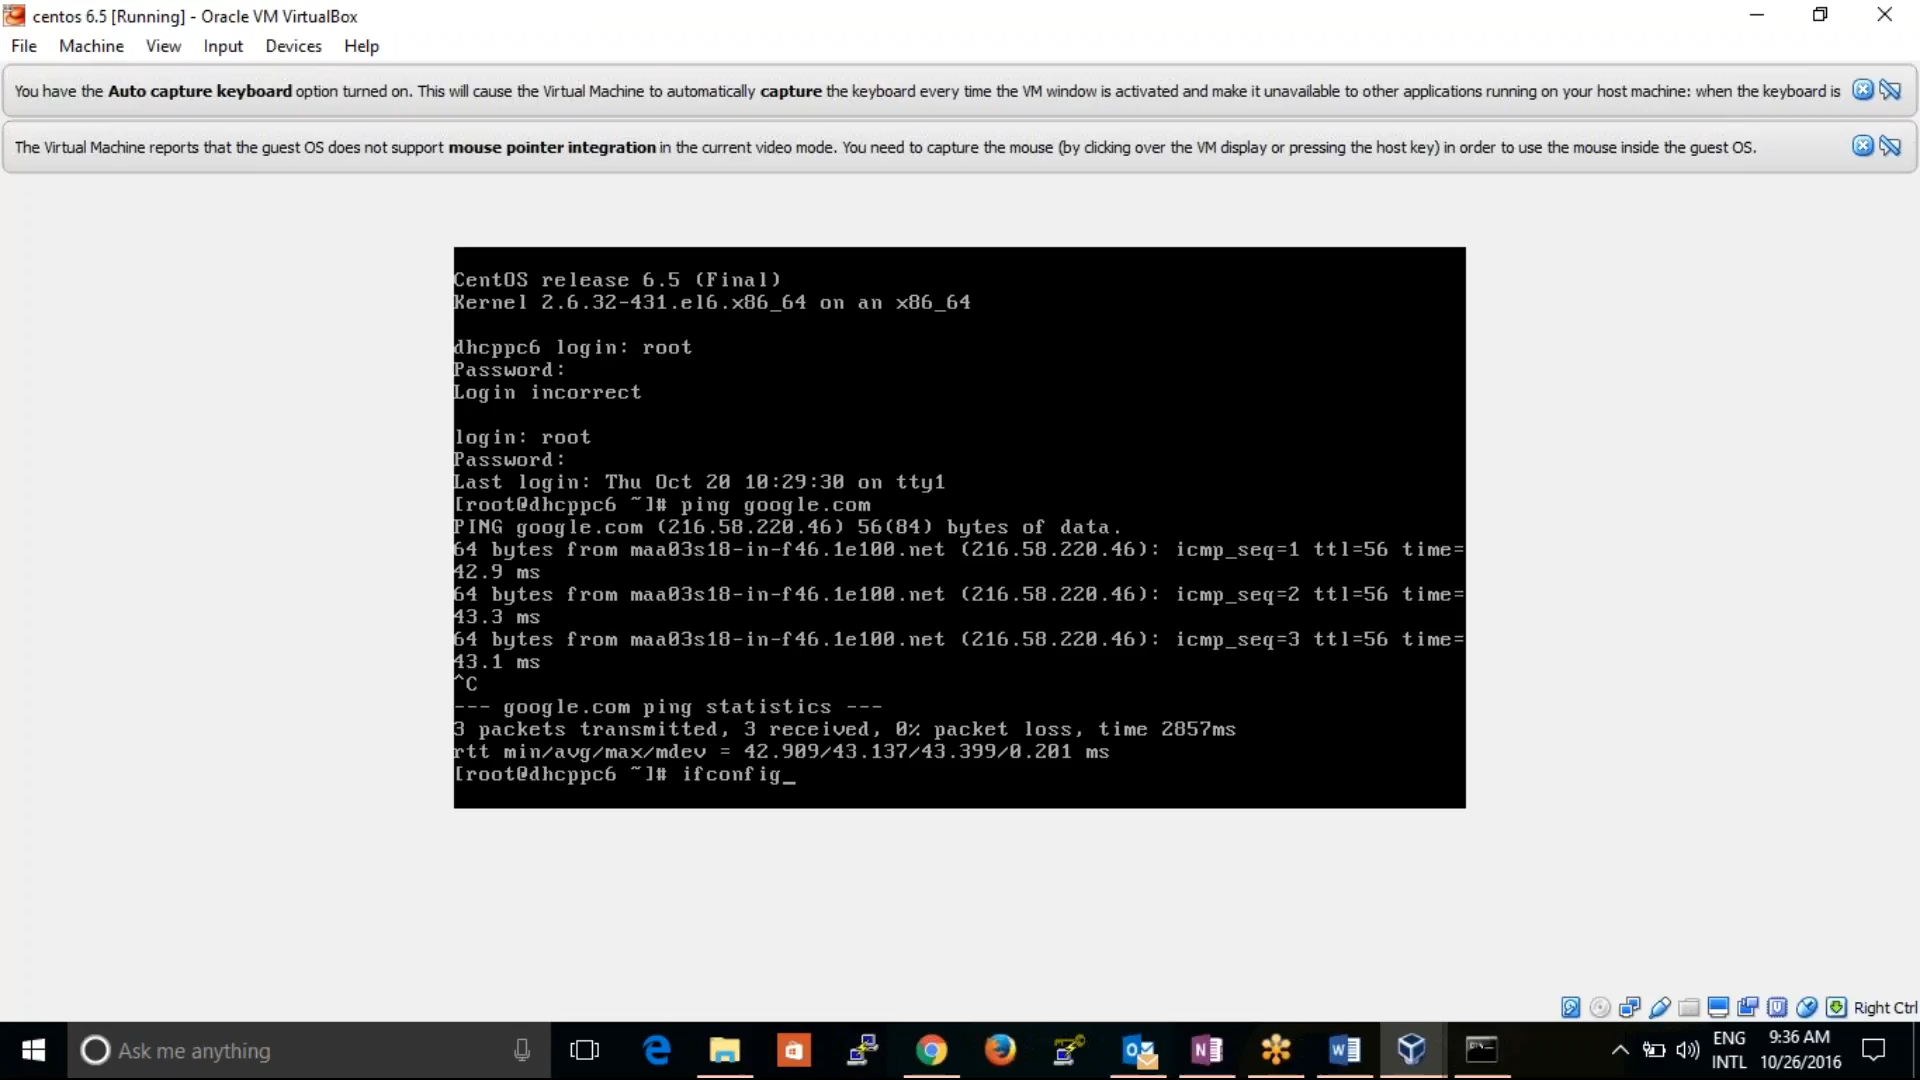 centos 6.5 [Running] - Oracle VM VirtualBox
File Machine View Input Devices Help
You have the Auto capture keyboard option turned on. This will cause the Virtual Machine to automatically capture the keyboard every time the VM window is activated and make it unavailable to other applications running on your host machine: when the keyboard is
The Virtual Machine reports that the guest OS does not support mouse pointer integration in the current video mode. You need to capture the mouse (by clicking over the VM display or pressing the host key) in order to use the mouse inside the guest OS.
CentOS release 6.5 (Final)
Kernel 2.6.32-431.el6.x86_64 on an x86_64
dhcppc6 login: root
Password:
Login incorrect
login: root
Password:
Last login: Thu Oct 20 10:29:30 on tty1
[root@dhcppc6 ~]# ping google.com
PING google.com (216.58.220.46) 56(84) bytes of data.
64 bytes from maa03s18-in-f46.1e100.net (216.58.220.46): icmp_seq=1 ttl=56 time=
42.9 ms
64 bytes from maa03s18-in-f46.1e100.net (216.58.220.46): icmp_seq=2 ttl=56 time=
43.3 ms
64 bytes from maa03s18-in-f46.1e100.net (216.58.220.46): icmp_seq=3 ttl=56 time=
43.1 ms
^C
--- google.com ping statistics ---
3 packets transmitted, 3 received, 0% packet loss, time 2857ms
rtt min/avg/max/mdev = 42.909/43.137/43.399/0.201 ms
[root@dhcppc6 ~]# ifconfig_
Right Ctrl
Ask me anything
ENG 9:36 AM
INTL 10/26/2016